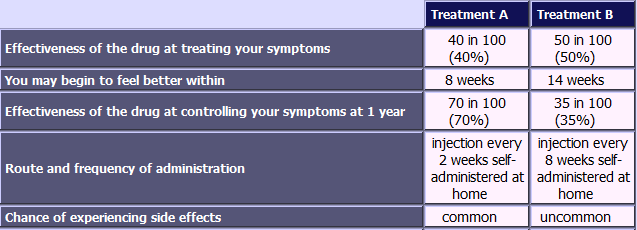 Treatment A Treatment B
Effectiveness of the drug at treating your symptoms 40 in 100 50 in 100
(40%) (50%)
You may begin to feel better within 8 weeks 14 weeks
Effectiveness of the drug at controlling your symptoms at 1 year 70 in 100 35 in 100
(70%) (35%)
Route and frequency of administration
injection every
2 weeks self-
administered at
home
injection every
8 weeks self-
administered at
home
Chance of experiencing side effects common uncommon